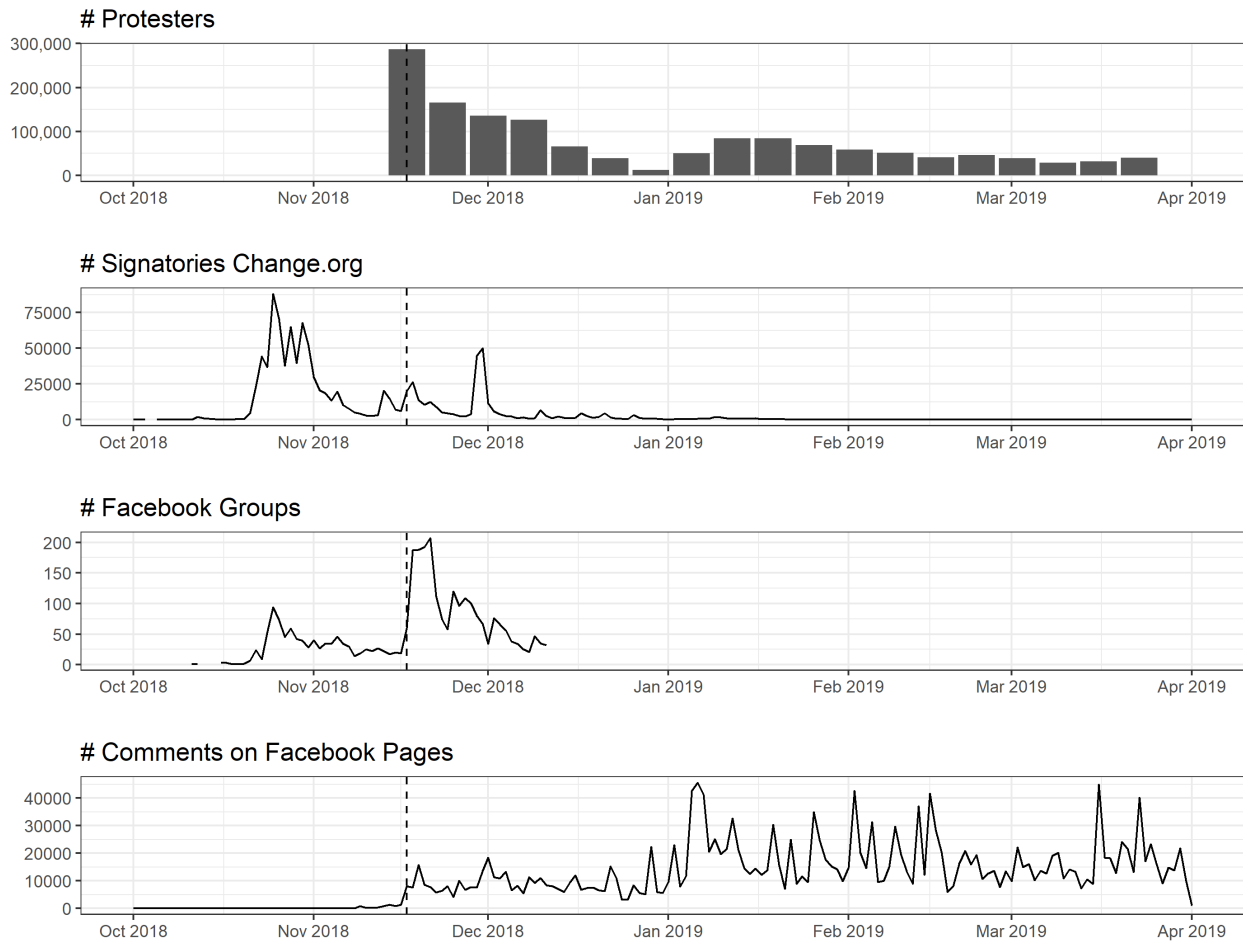 # Protesters
300,000
200,000
100,000
0
Oct 2018 Nov 2018 Dec 2018 Jan 2019 Feb 2019 Mar 2019 Apr 2019
# Signatories Change.org
75000
50000
25000
0
Oct 2018 Nov 2018 Dec 2018 Jan 2019 Feb 2019 Mar 2019 Apr 2019
# Facebook Groups
200
150
100
50
0
Oct 2018 Nov 2018 Dec 2018 Jan 2019 Feb 2019 Mar 2019 Apr 2019
# Comments on Facebook Pages
40000
30000
20000
10000
0
Oct 2018 Nov 2018 Dec 2018 Jan 2019 Feb 2019 Mar 2019 Apr 2019